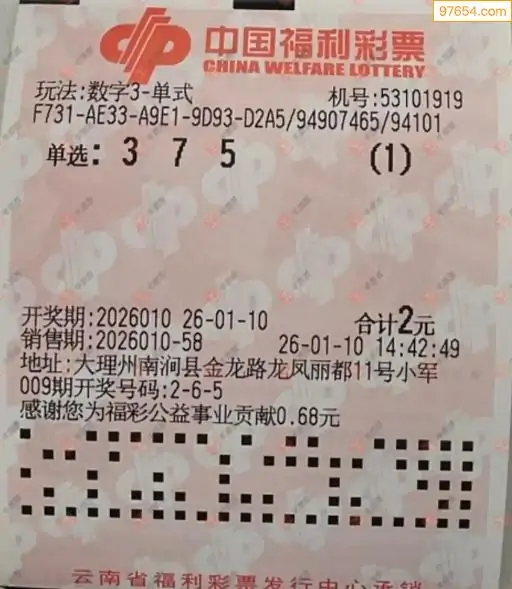 97654.com
中国福利彩票
CHINA WELFARE LOTTERY
玩法:数字3-单式 机号:53101919
F731-AE33-A9E1-9D93-D2A5/94907465/94101
单选: 3 7 5 (1)
开奖期:2026010 26-01-10 合计2元
销售期:2026010-58 26-01-10 14:42:49
地址:大理州南涧县金龙路龙凤丽都11号小军
009期开奖号码:2-6-5
感谢您为福彩公益事业贡献0.68元
云南省福利彩票发行中心承销